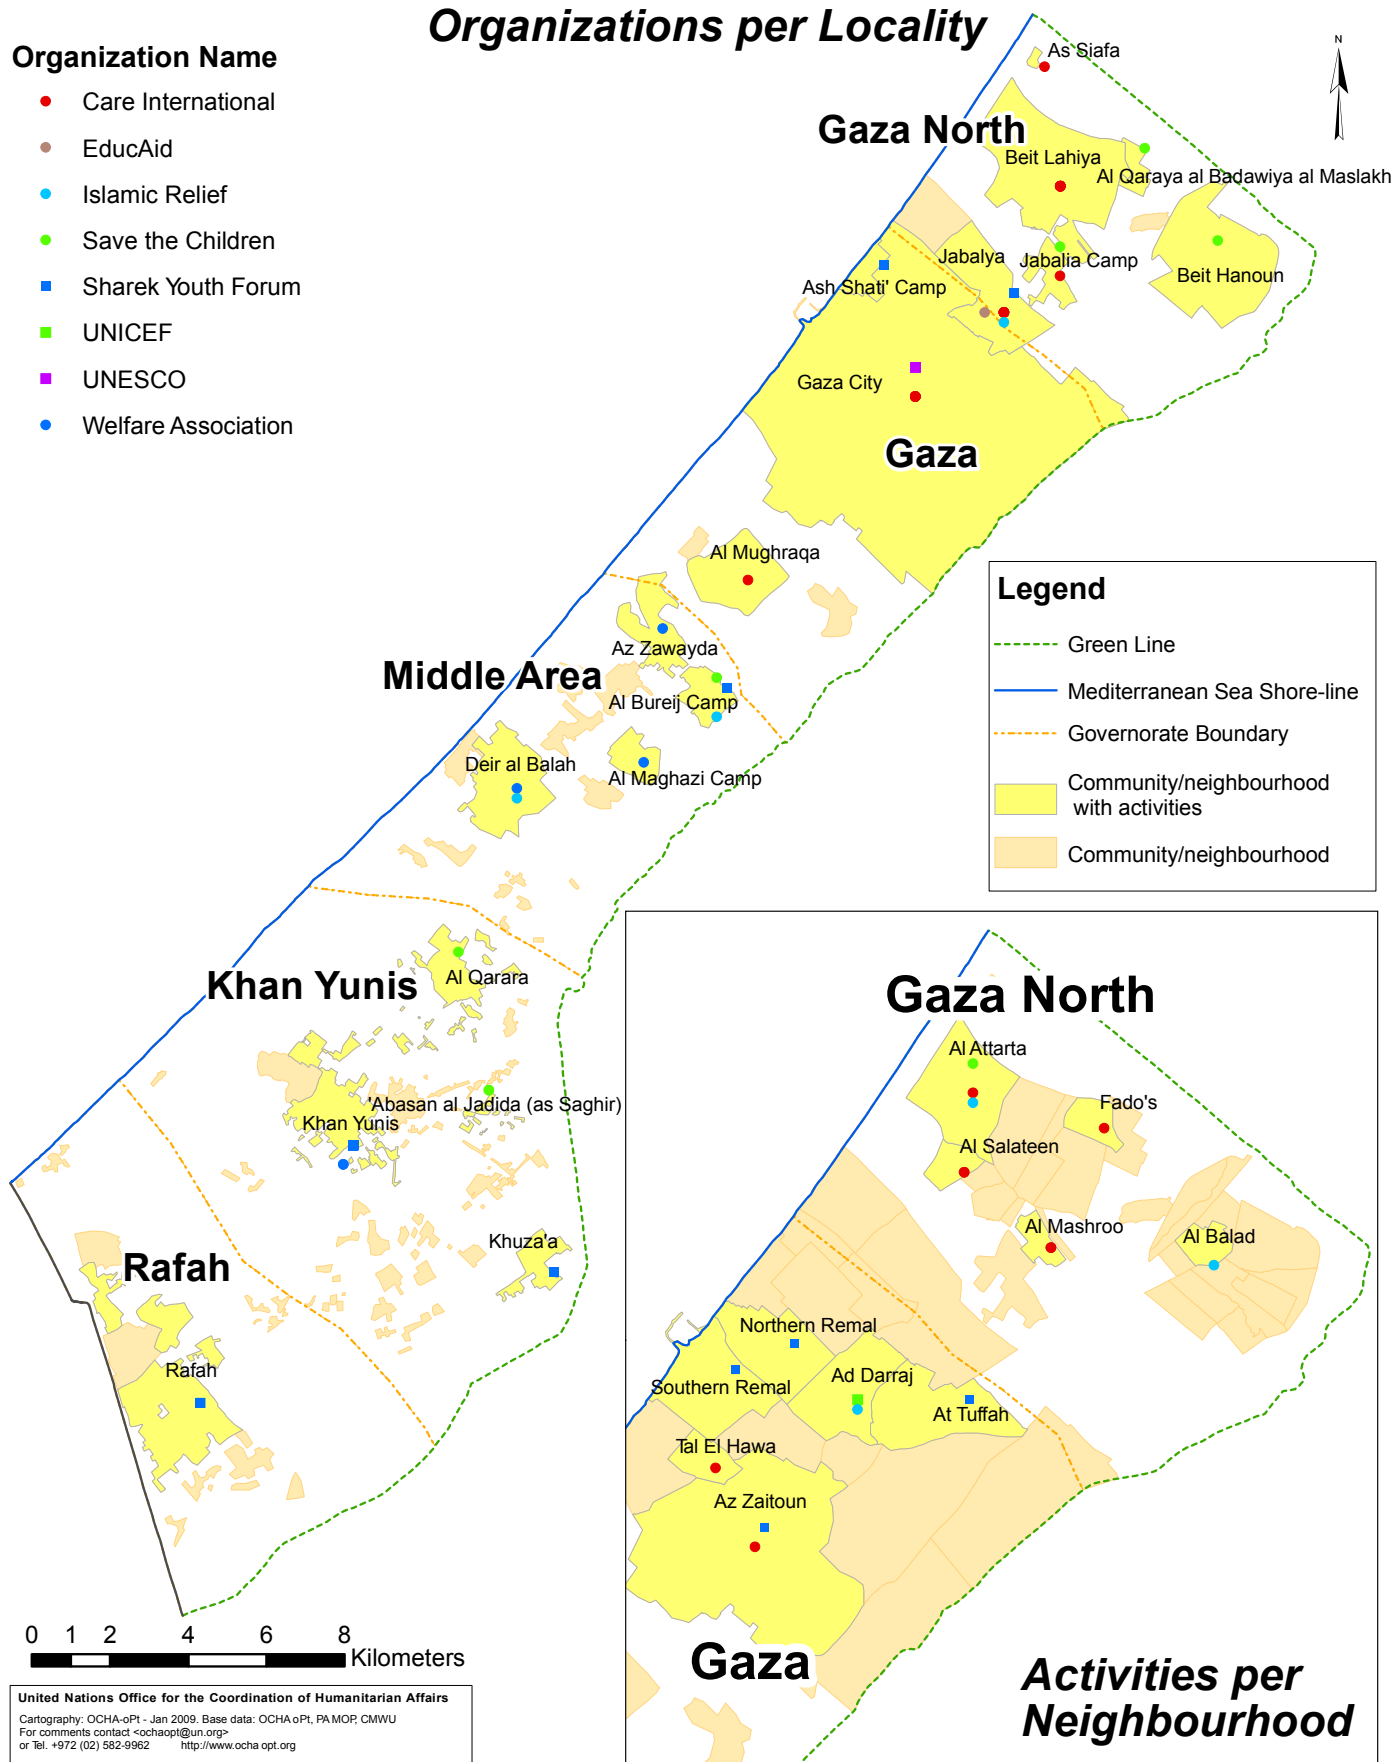 Organizations per Locality
Organization Name
Care International
EducAid
Islamic Relief
Save the Children
Sharek Youth Forum
UNICEF
UNESCO
Welfare Association
N
As Siafa
Gaza North
Beit Lahiya
Al Qaraya al Badawiya al Maslakh
Jabalya
Jabalia Camp
Beit Hanoun
Ash Shati' Camp
Gaza City
Gaza
Al Mughraqa
Az Zawayda
Middle Area
Al Bureij Camp
Deir al Balah
Al Maghazi Camp
Legend
Green Line
Mediterranean Sea Shore-line
Governorate Boundary
Community/neighbourhood
with activities
Community/neighbourhood
Al Qarara
Khan Yunis
'Abasan al Jadida (as Saghir)
Khan Yunis
Khuza'a
Rafah
Rafah
Gaza North
Al Attarta
Fado's
Al Salateen
Al Mashroo
Al Balad
Northern Remal
Southern Remal
Ad Darraj
At Tuffah
Tal El Hawa
Az Zaitoun
Gaza
Activities per
Neighbourhood
0 1 2 4 6 8
Kilometers
United Nations Office for the Coordination of Humanitarian Affairs
Cartography: OCHA-oPt - Jan 2009. Base data: OCHA oPt, PA MOP, CMWU
For comments contact <ochaopt@un.org>
or Tel. +972 (02) 582-9962 http://www.ocha opt.org